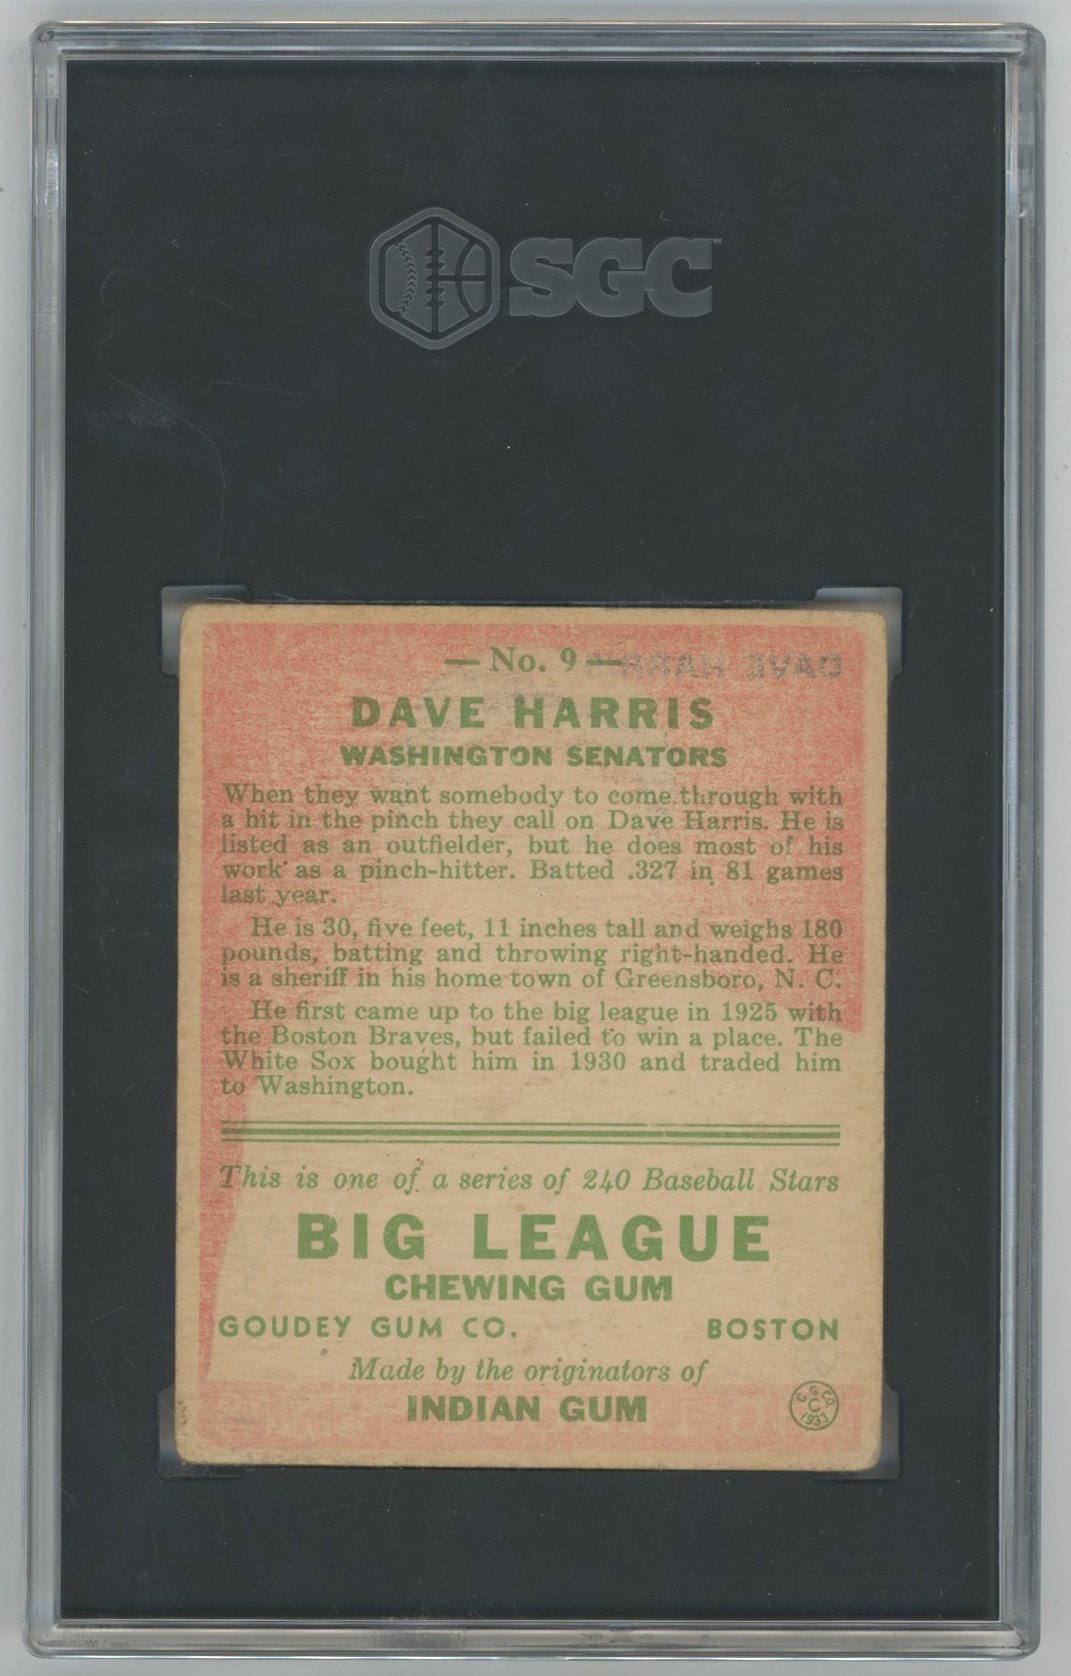 SGC
— No. 9 —
DAVE HARRIS
DAVE HARRIS
WASHINGTON SENATORS
When they want somebody to come through with
a hit in the pinch they call on Dave Harris. He is
listed as an outfielder, but he does most of his
work as a pinch-hitter. Batted .327 in 81 games
last year.
He is 30, five feet, 11 inches tall and weighs 180
pounds, batting and throwing right-handed. He
is a sheriff in his home town of Greensboro, N. C.
He first came up to the big league in 1925 with
the Boston Braves, but failed to win a place. The
White Sox bought him in 1930 and traded him
to Washington.
This is one of a series of 240 Baseball Stars
BIG LEAGUE
CHEWING GUM
GOUDEY GUM CO. BOSTON
Made by the originators of
INDIAN GUM
G. G. CO.
C
1933